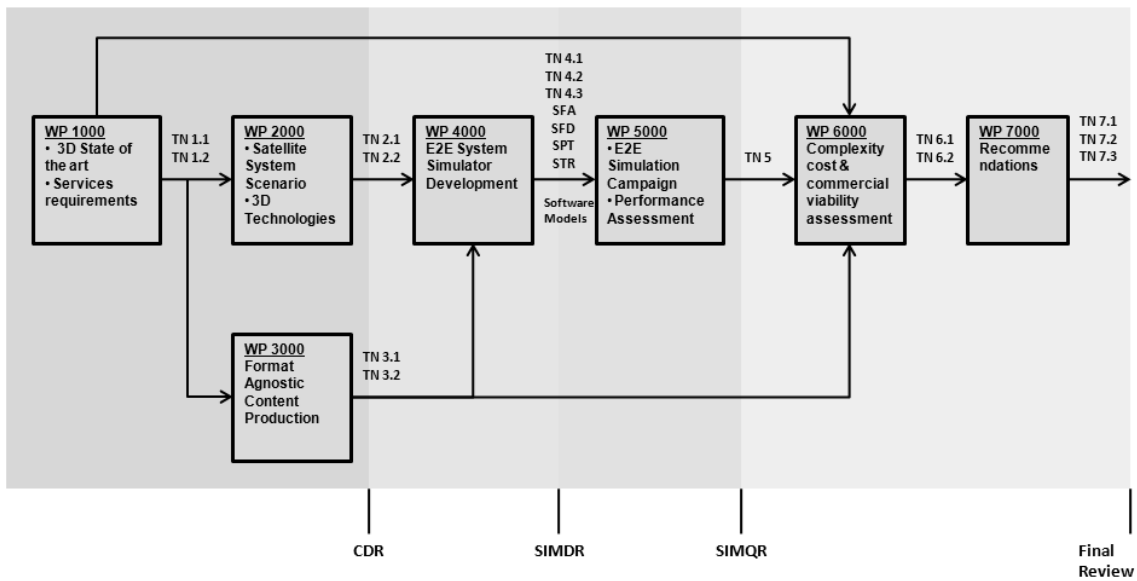 WP 1000
• 3D State of
the art
• Services
requirements
TN 1.1
TN 1.2
WP 2000
• Satellite
System
Scenario
• 3D
Technologies
TN 2.1
TN 2.2
WP 4000
E2E System
Simulator
Development
TN 4.1
TN 4.2
TN 4.3
SFA
SFD
SPT
STR
Software
Models
WP 5000
• E2E
Simulation
Campaign
• Performance
Assessment
TN 5
WP 6000
Complexity
cost &
commercial
viability
assessment
TN 6.1
TN 6.2
WP 7000
Recomme
ndations
TN 7.1
TN 7.2
TN 7.3
WP 3000
Format
Agnostic
Content
Production
TN 3.1
TN 3.2
CDR
SIMDR
SIMQR
Final
Review